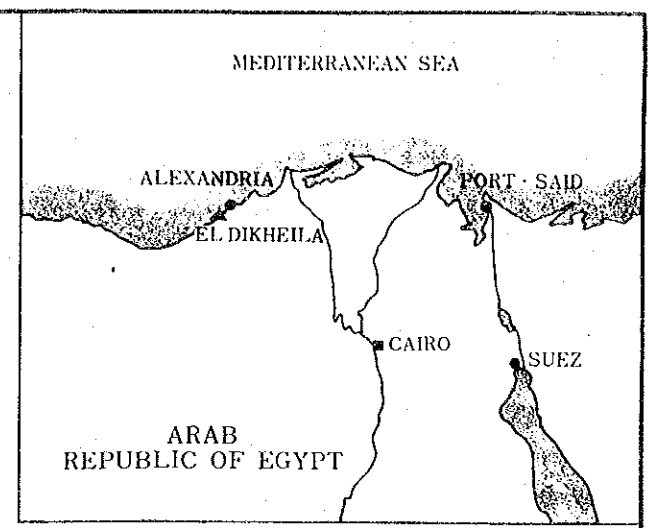 MEDITERRANEAN SEA
ALEXANDRIA
PORT · SAID
EL DIKHEILA
CAIRO
SUEZ
ARAB
REPUBLIC OF EGYPT